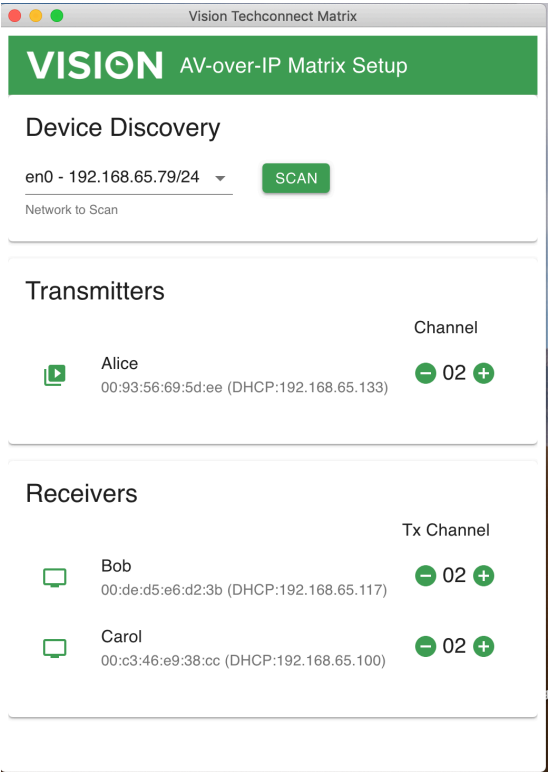 Vision Techconnect Matrix
VISION AV-over-IP Matrix Setup
Device Discovery
en0 - 192.168.65.79/24
SCAN
Network to Scan
Transmitters
Channel
Alice
02
00:93:56:69:5d:ee (DHCP:192.168.65.133)
Receivers
Tx Channel
Bob
02
00:de:d5:e6:d2:3b (DHCP:192.168.65.117)
Carol
02
00:c3:46:e9:38:cc (DHCP:192.168.65.100)